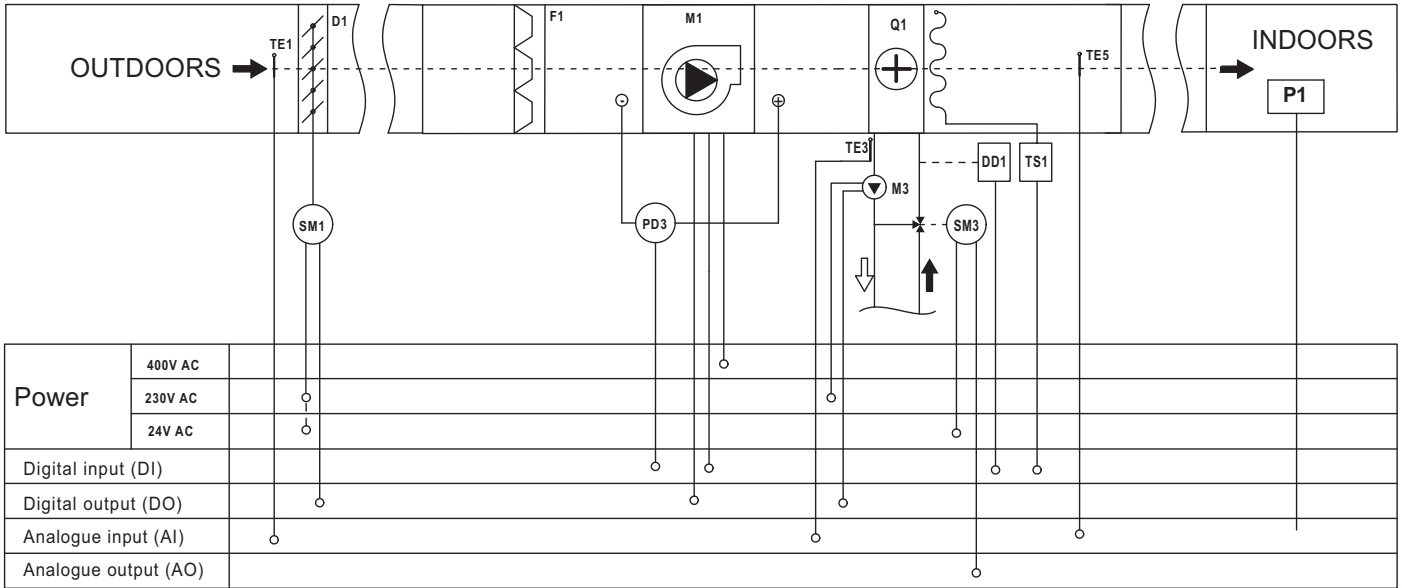 D1
F1
M1
Q1
TE1
TE5
OUTDOORS
INDOORS
P1
-
+
TE3
DD1
TS1
M3
SM1
PD3
SM3
Power
400V AC
230V AC
24V AC
Digital input (DI)
Digital output (DO)
Analogue input (AI)
Analogue output (AO)